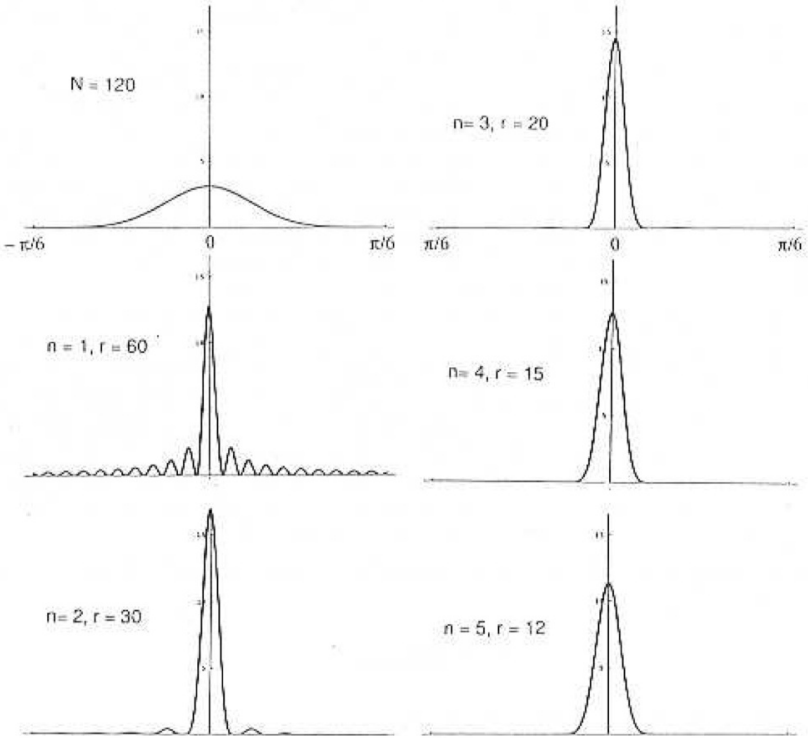 N = 120
− π/6
0
π/6
n = 1, r = 60
n= 2, r = 30
n= 3, r = 20
π/6
0
π/6
n= 4, r = 15
n = 5, r = 12